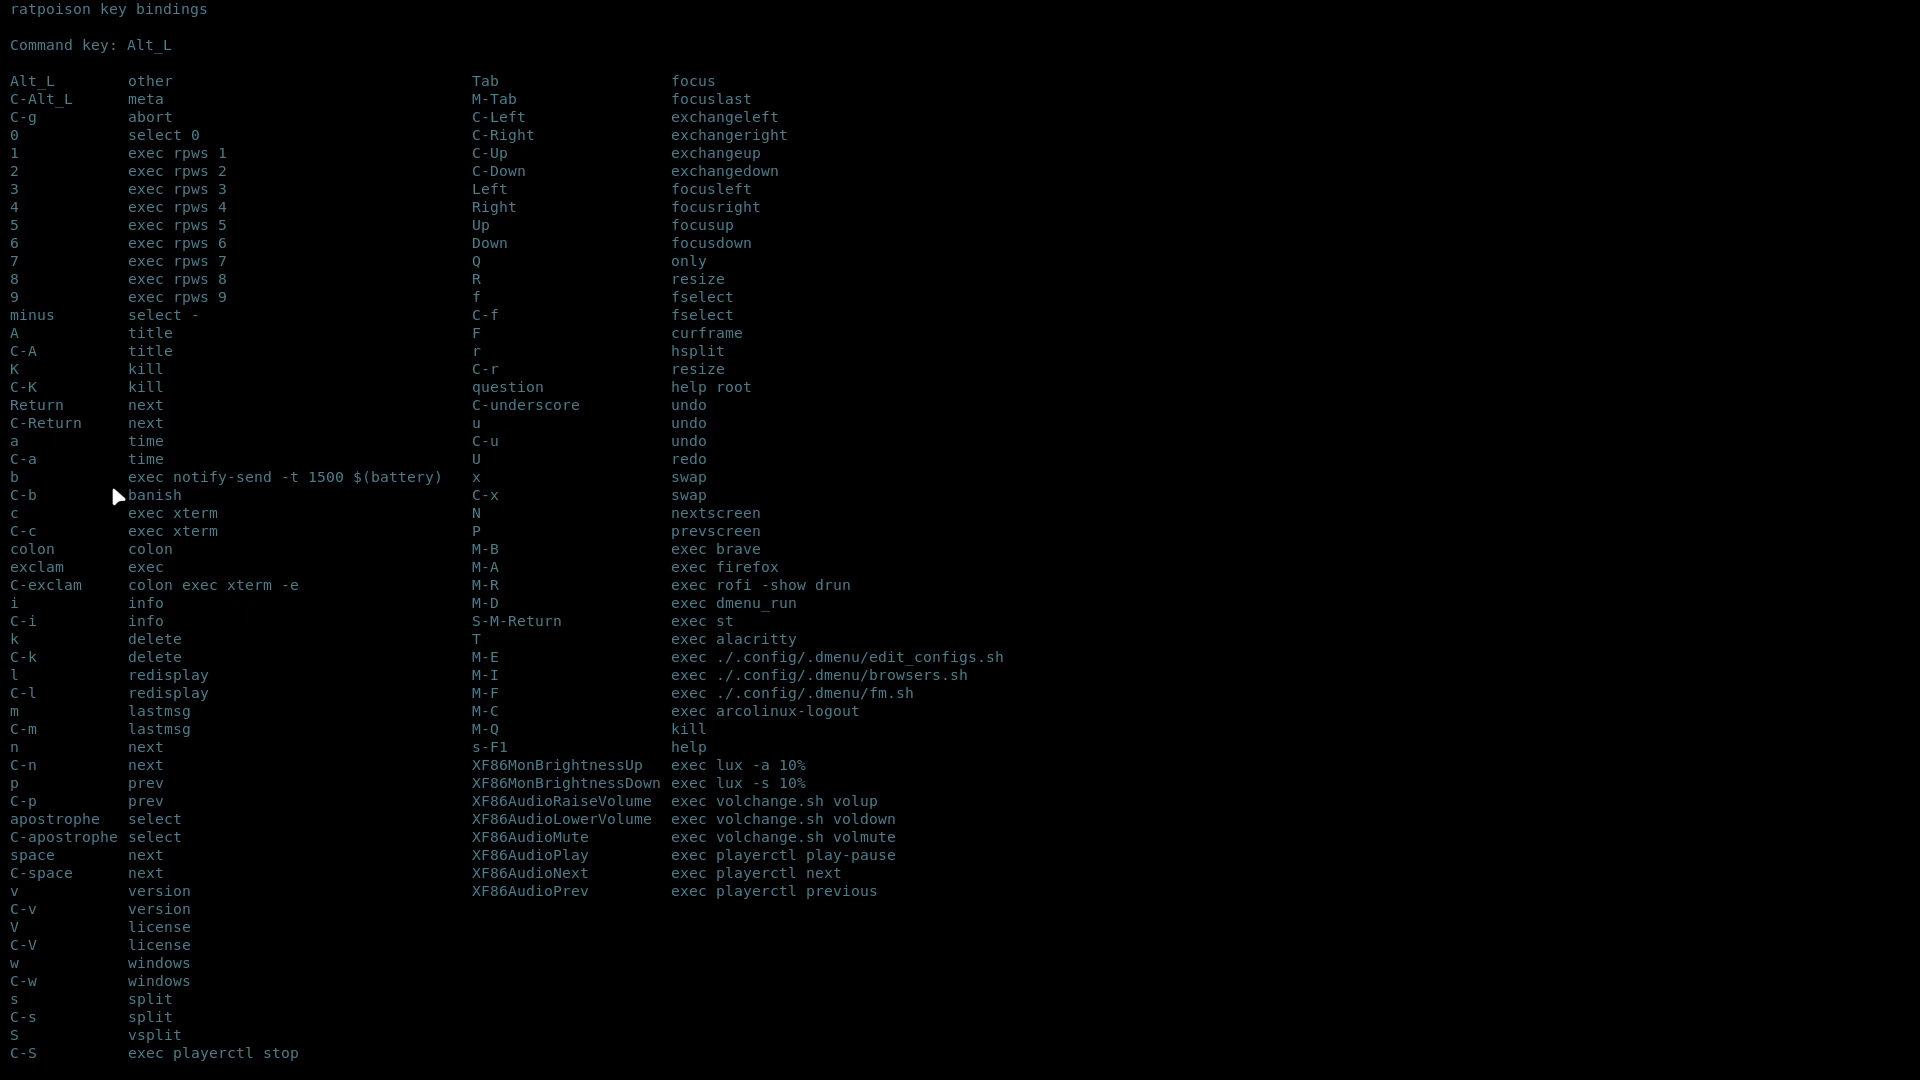 ratpoison key bindings
Command key: Alt_L
Alt_L other
C-Alt_L meta
C-g abort
0 select 0
1 exec rpws 1
2 exec rpws 2
3 exec rpws 3
4 exec rpws 4
5 exec rpws 5
6 exec rpws 6
7 exec rpws 7
8 exec rpws 8
9 exec rpws 9
minus select -
A title
C-A title
K kill
C-K kill
Return next
C-Return next
a time
C-a time
b exec notify-send -t 1500 $(battery)
C-b banish
c exec xterm
C-c exec xterm
colon colon
exclam exec
C-exclam colon exec xterm -e
i info
C-i info
k delete
C-k delete
l redisplay
C-l redisplay
m lastmsg
C-m lastmsg
n next
C-n next
p prev
C-p prev
apostrophe select
C-apostrophe select
space next
C-space next
v version
C-v version
V license
C-V license
w windows
C-w windows
s split
C-s split
S vsplit
C-S exec playerctl stop
Tab focus
M-Tab focuslast
C-Left exchangeleft
C-Right exchangeright
C-Up exchangeup
C-Down exchangedown
Left focusleft
Right focusright
Up focusup
Down focusdown
Q only
R resize
f fselect
C-f fselect
F curframe
r hsplit
C-r resize
question help root
C-underscore undo
u undo
C-u undo
U redo
x swap
C-x swap
N nextscreen
P prevscreen
M-B exec brave
M-A exec firefox
M-R exec rofi -show drun
M-D exec dmenu_run
S-M-Return exec st
T exec alacritty
M-E exec ./.config/.dmenu/edit_configs.sh
M-I exec ./.config/.dmenu/browsers.sh
M-F exec ./.config/.dmenu/fm.sh
M-C exec arcolinux-logout
M-Q kill
s-F1 help
XF86MonBrightnessUp exec lux -a 10%
XF86MonBrightnessDown exec lux -s 10%
XF86AudioRaiseVolume exec volchange.sh volup
XF86AudioLowerVolume exec volchange.sh voldown
XF86AudioMute exec volchange.sh volmute
XF86AudioPlay exec playerctl play-pause
XF86AudioNext exec playerctl next
XF86AudioPrev exec playerctl previous